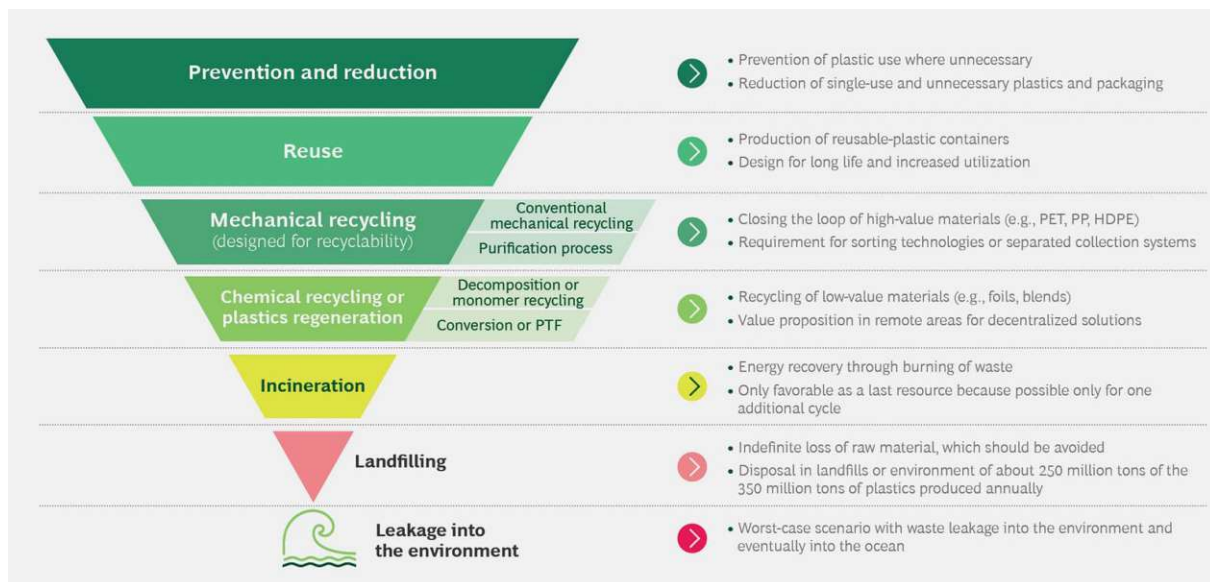 Prevention and reduction
• Prevention of plastic use where unnecessary
• Reduction of single-use and unnecessary plastics and packaging
Reuse
• Production of reusable-plastic containers
• Design for long life and increased utilization
Mechanical recycling
(designed for recyclability)
Conventional
mechanical recycling
Purification process
• Closing the loop of high-value materials (e.g., PET, PP, HDPE)
• Requirement for sorting technologies or separated collection systems
Chemical recycling or
plastics regeneration
Decomposition or
monomer recycling
Conversion or PTF
• Recycling of low-value materials (e.g., foils, blends)
• Value proposition in remote areas for decentralized solutions
Incineration
• Energy recovery through burning of waste
• Only favorable as a last resource because possible only for one
additional cycle
Landfilling
• Indefinite loss of raw material, which should be avoided
• Disposal in landfills or environment of about 250 million tons of the
350 million tons of plastics produced annually
Leakage into
the environment
• Worst-case scenario with waste leakage into the environment and
eventually into the ocean